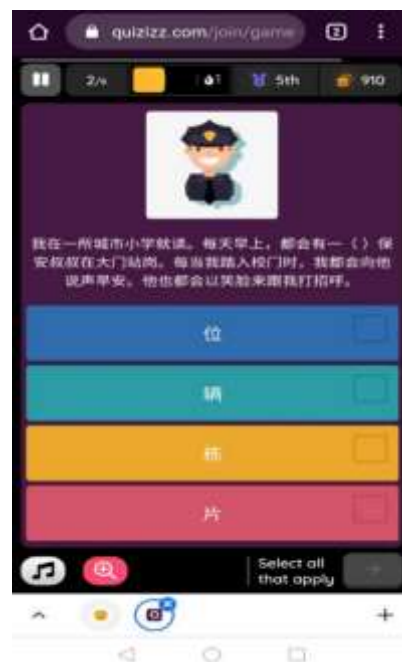 quizizz.com/join/game
2
2/4
5th
910
我在一所城市小学就读。每天早上，都会有一（）保
安叔叔在大门站岗。每当我踏入校门时，我都会向他
说声早安。他也都会以笑脸来跟我打招呼。
位
辆
栋
片
Select all
that apply